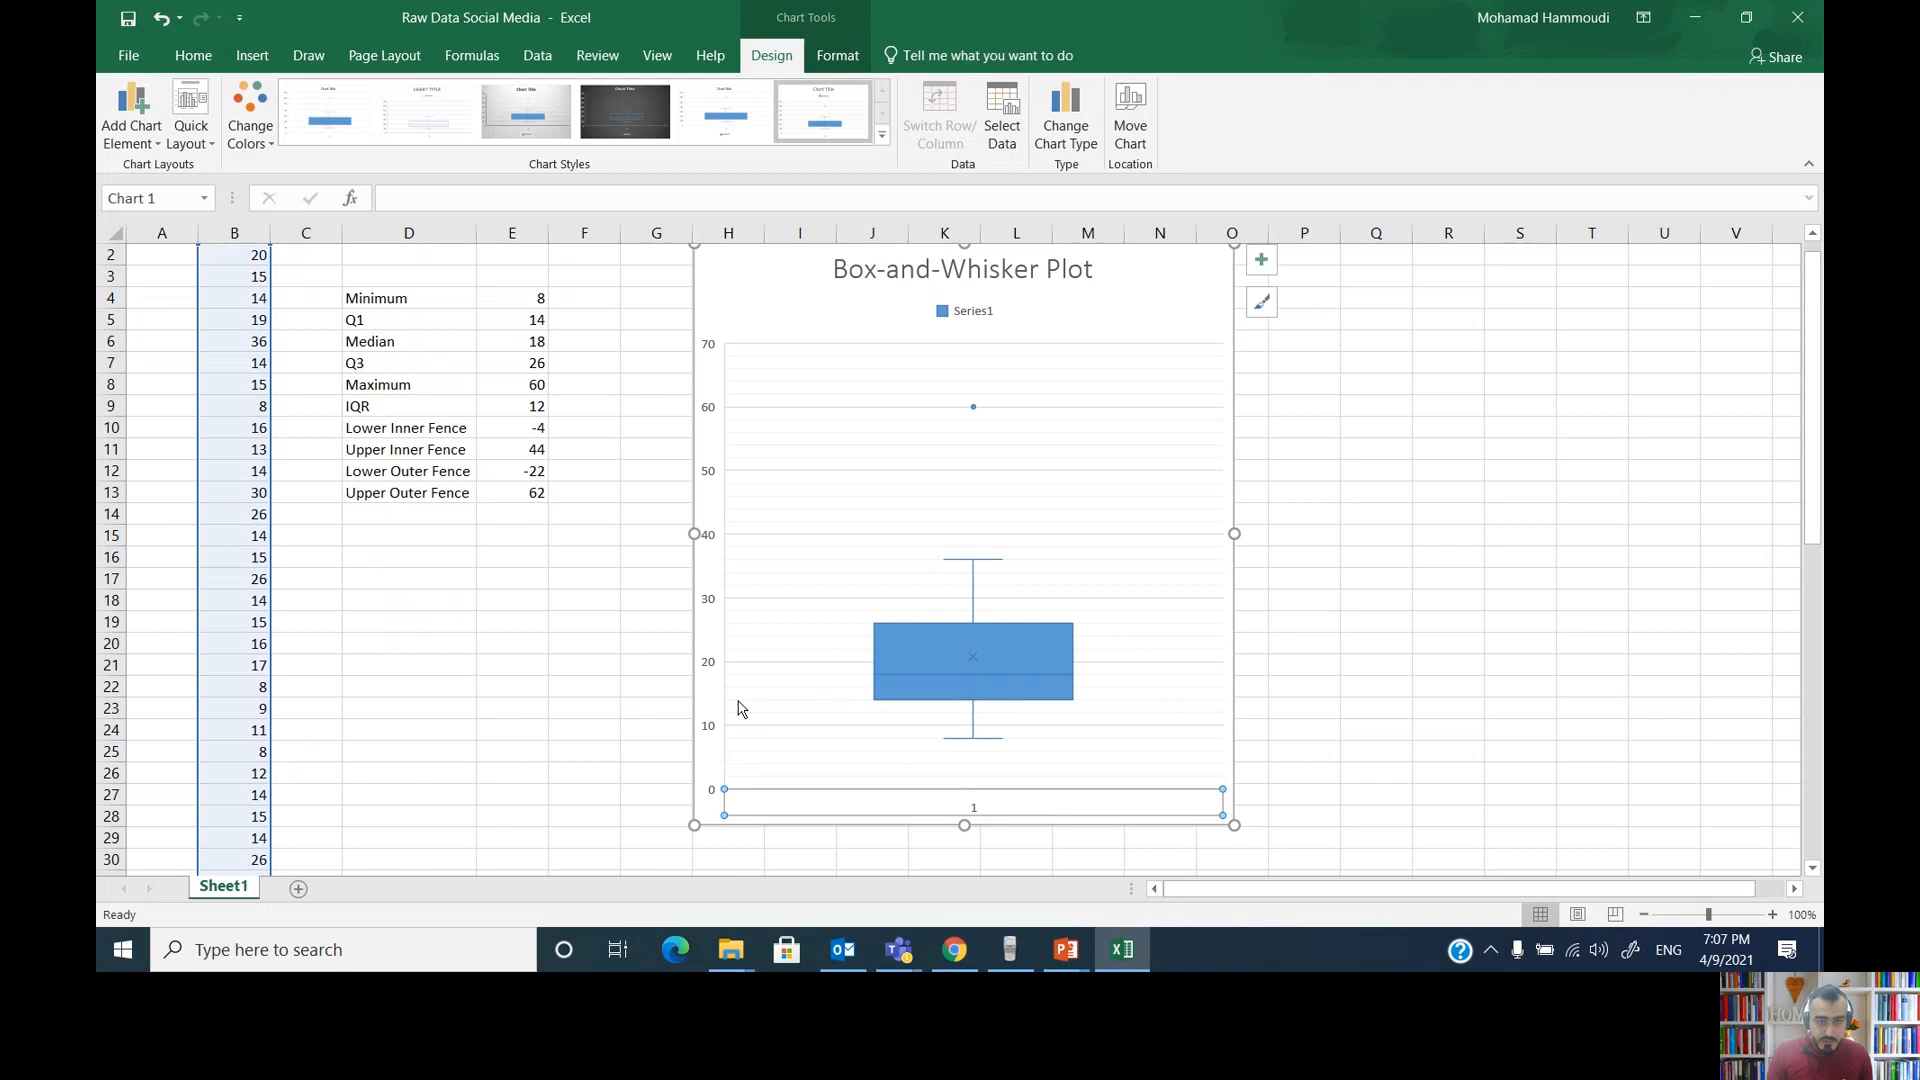 Raw Data Social Media - Excel
Chart Tools
Mohamad Hammoudi
File Home Insert Draw Page Layout Formulas Data Review View Help Design Format Tell me what you want to do Share
Add Chart Element
Quick Layout
Change Colors
Switch Row/ Column
Select Data
Change Chart Type
Move Chart
Chart Layouts Chart Styles Data Type Location
Chart 1 fx
A B C D E F G H I J K L M N O P Q R S T U V
2 20
3 15
4 14 Minimum 8
5 19 Q1 14
6 36 Median 18
7 14 Q3 26
8 15 Maximum 60
9 8 IQR 12
10 16 Lower Inner Fence -4
11 13 Upper Inner Fence 44
12 14 Lower Outer Fence -22
13 30 Upper Outer Fence 62
14 26
15 14
16 15
17 26
18 14
19 15
20 16
21 17
22 8
23 9
24 11
25 8
26 12
27 14
28 15
29 14
30 26
Box-and-Whisker Plot
Series1
70
60
50
40
30
20
10
0
1
Sheet1
Ready
100%
Type here to search
ENG
7:07 PM
4/9/2021